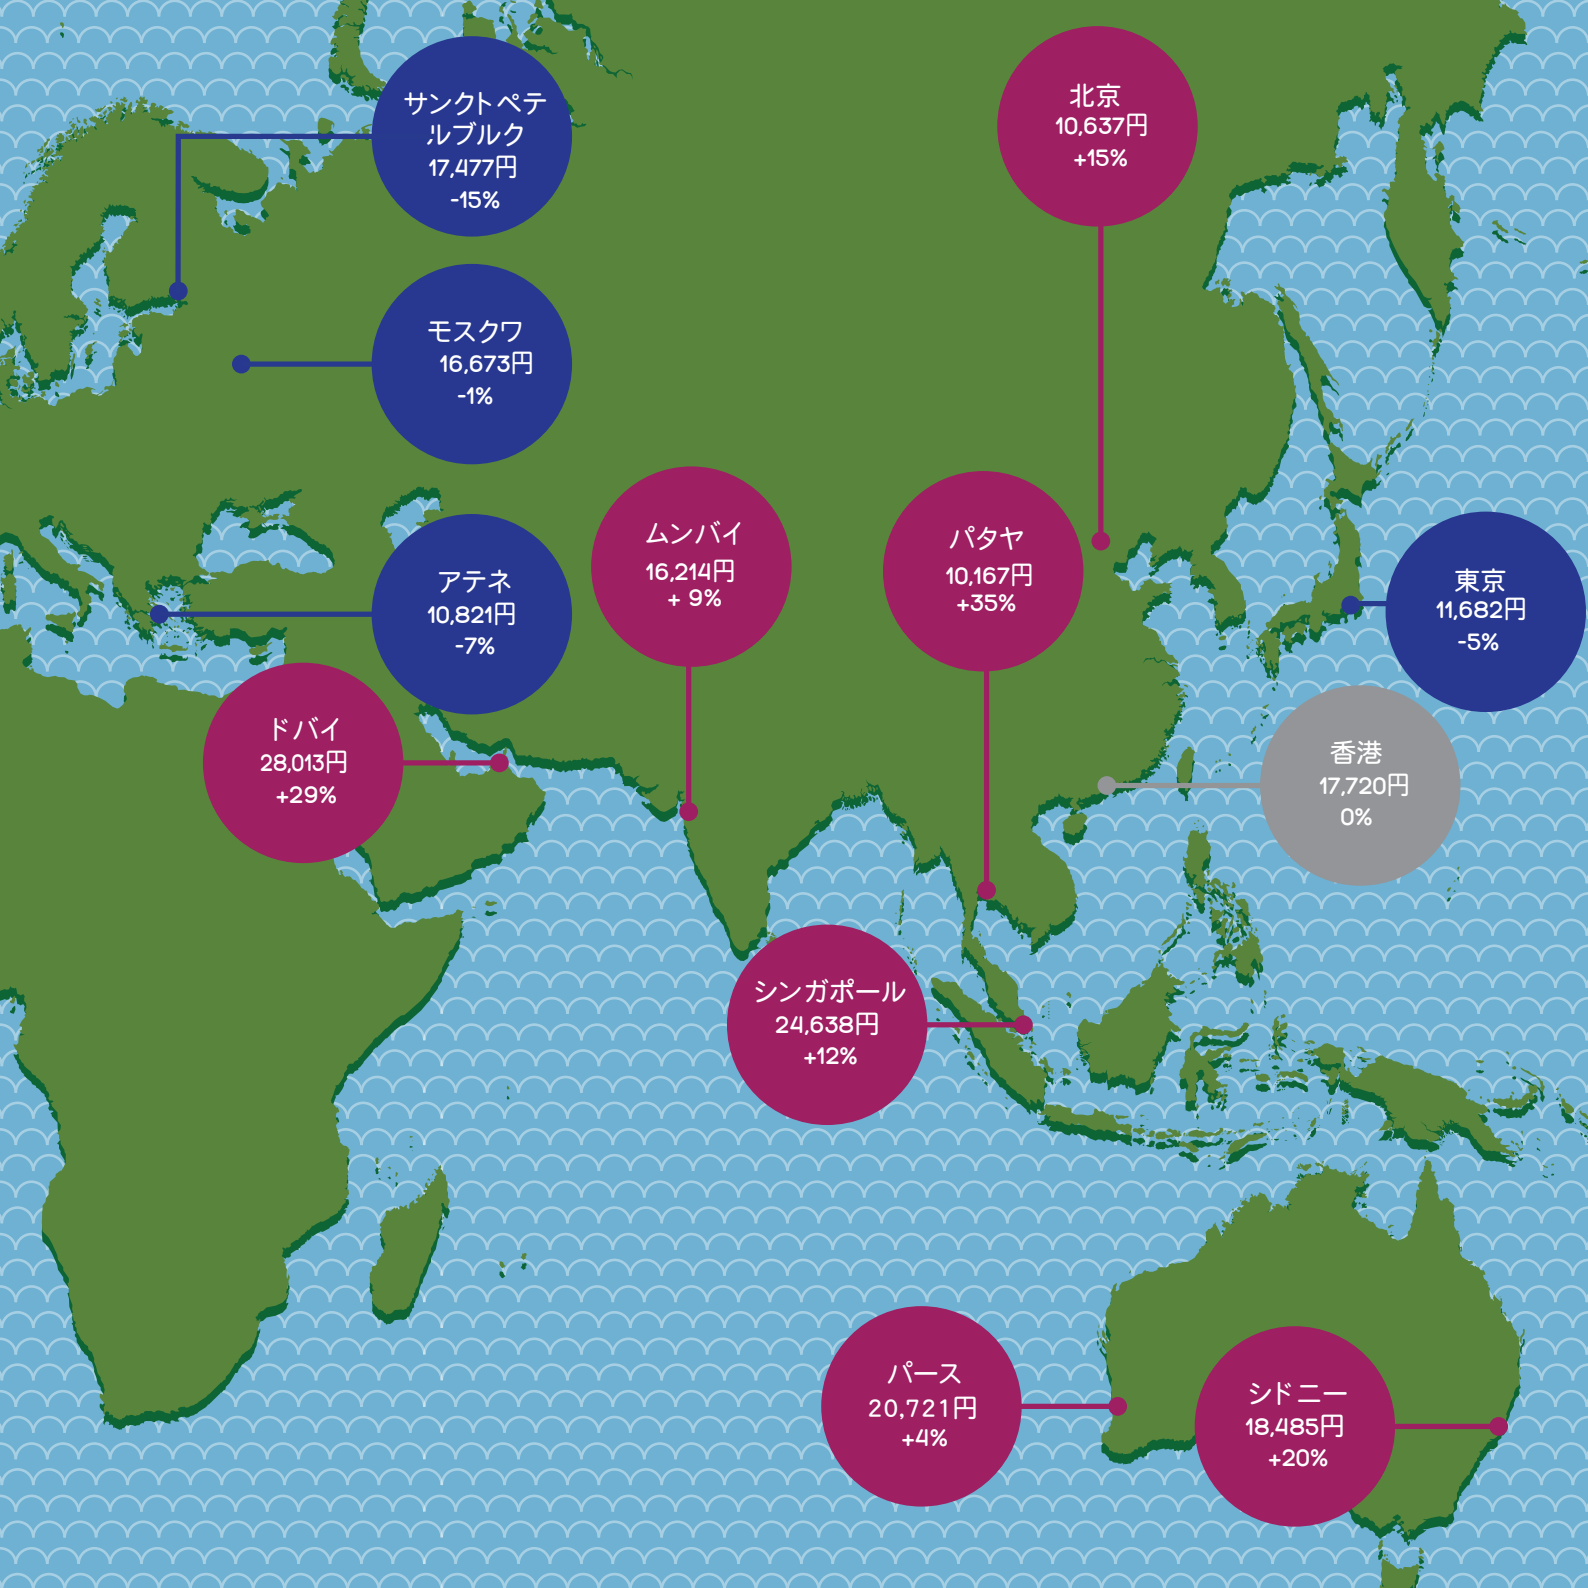 サンクトペテ
ルブルク
17,477円
-15%
北京
10,637円
+15%
モスクワ
16,673円
-1%
ムンバイ
16,214円
+ 9%
パタヤ
10,167円
+35%
アテネ
10,821円
-7%
東京
11,682円
-5%
ドバイ
28,013円
+29%
香港
17,720円
0%
シンガポール
24,638円
+12%
パース
20,721円
+4%
シドニー
18,485円
+20%